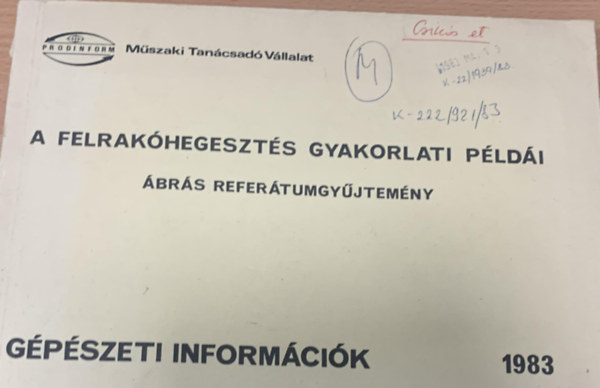 PRODINFORM Műszaki Tanácsadó Vállalat
M
K-222/921/83
A FELRAKÓHEGESZTÉS GYAKORLATI PÉLDÁI
ÁBRÁS REFERÁTUMGYŰJTEMÉNY
GÉPÉSZETI INFORMÁCIÓK 1983